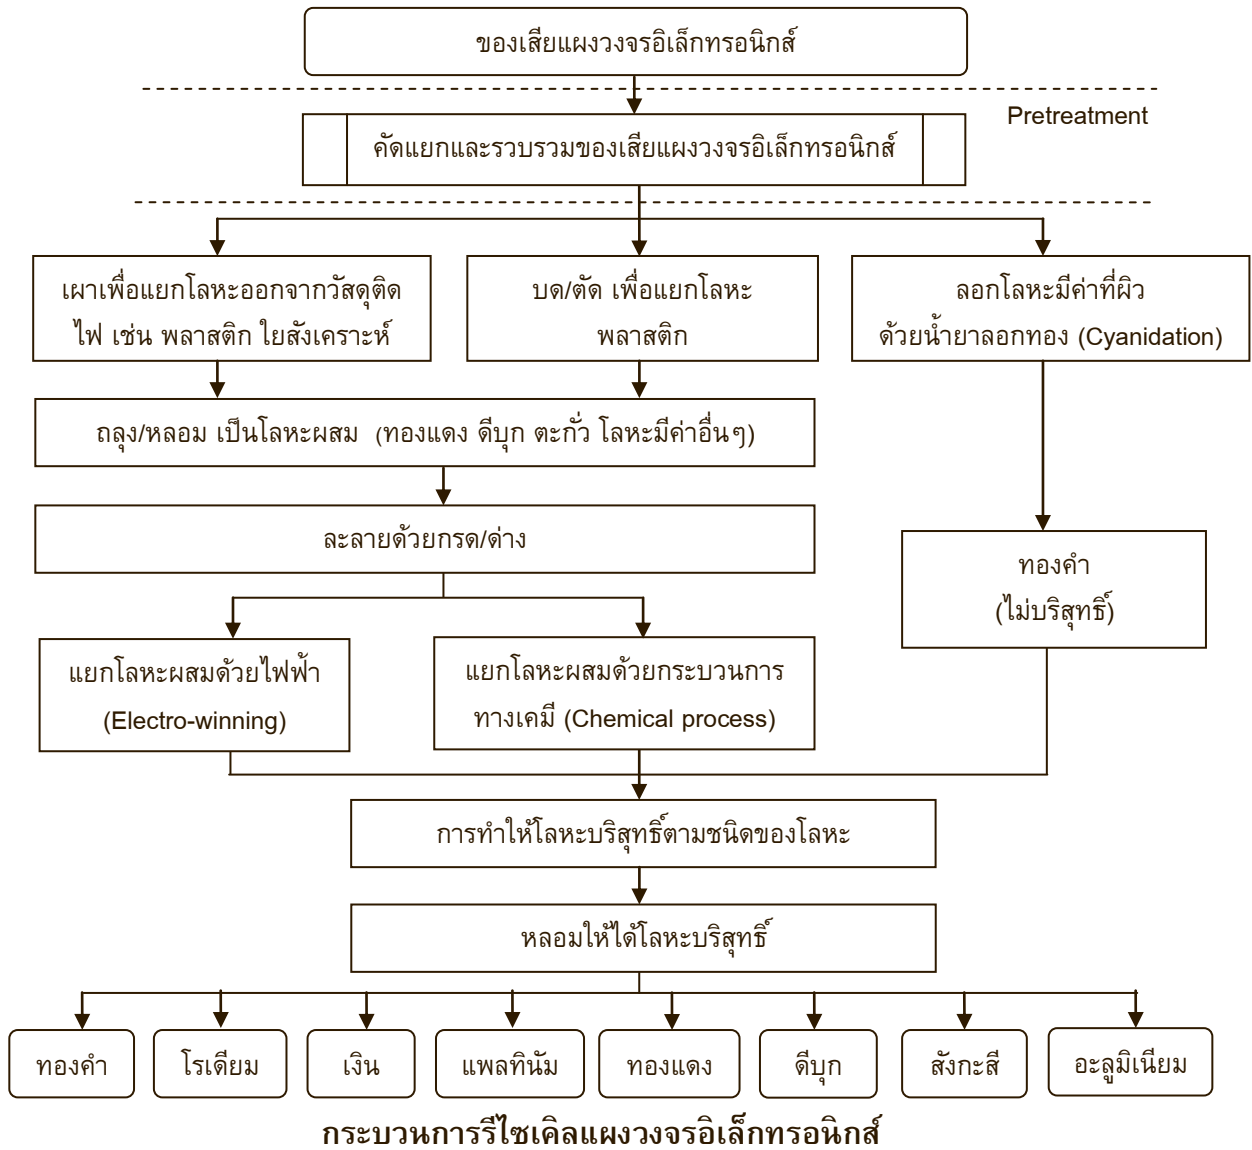 ของเสียแผงวงจรอิเล็กทรอนิกส์
Pretreatment
คัดแยกและรวบรวมของเสียแผงวงจรอิเล็กทรอนิกส์
เผาเพื่อแยกโลหะออกจากวัสดุติด
ไฟ เช่น พลาสติก ใยสังเคราะห์
บด/ตัด เพื่อแยกโลหะ
พลาสติก
ลอกโลหะมีค่าที่ผิว
ด้วยน้ำยาลอกทอง (Cyanidation)
ถลุง/หลอม เป็นโลหะผสม (ทองแดง ดีบุก ตะกั่ว โลหะมีค่าอื่นๆ)
ละลายด้วยกรด/ด่าง
ทองคำ
(ไม่บริสุทธิ์)
แยกโลหะผสมด้วยไฟฟ้า
(Electro-winning)
แยกโลหะผสมด้วยกระบวนการ
ทางเคมี (Chemical process)
การทำให้โลหะบริสุทธิ์ตามชนิดของโลหะ
หลอมให้ได้โลหะบริสุทธิ์
ทองคำ
โรเดียม
เงิน
แพลทินัม
ทองแดง
ดีบุก
สังกะสี
อะลูมิเนียม
กระบวนการรีไซเคิลแผงวงจรอิเล็กทรอนิกส์